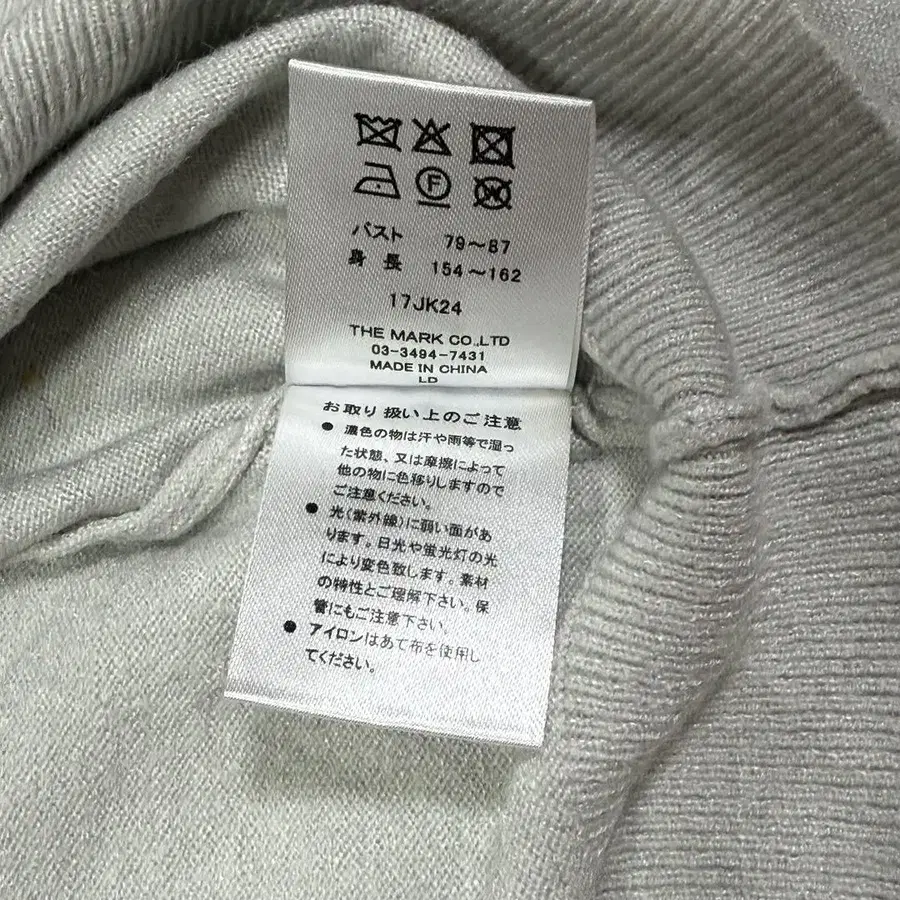 F
W
バスト 79～87
身長 154～162
17JK24
THE MARK CO.,LTD
03-3494-7431
MADE IN CHINA
LD
お取り扱い上のご注意
● 濃色の物は汗や雨等で湿っ
た状態、又は摩擦によって
他の物に色移りしますので
ご注意ください。
● 光(紫外線)に弱い面があ
ります。日光や蛍光灯の光
により変色致します。素材
の特性とご理解下さい。保
管にもご注意下さい。
● アイロンはあて布を使用し
てください。